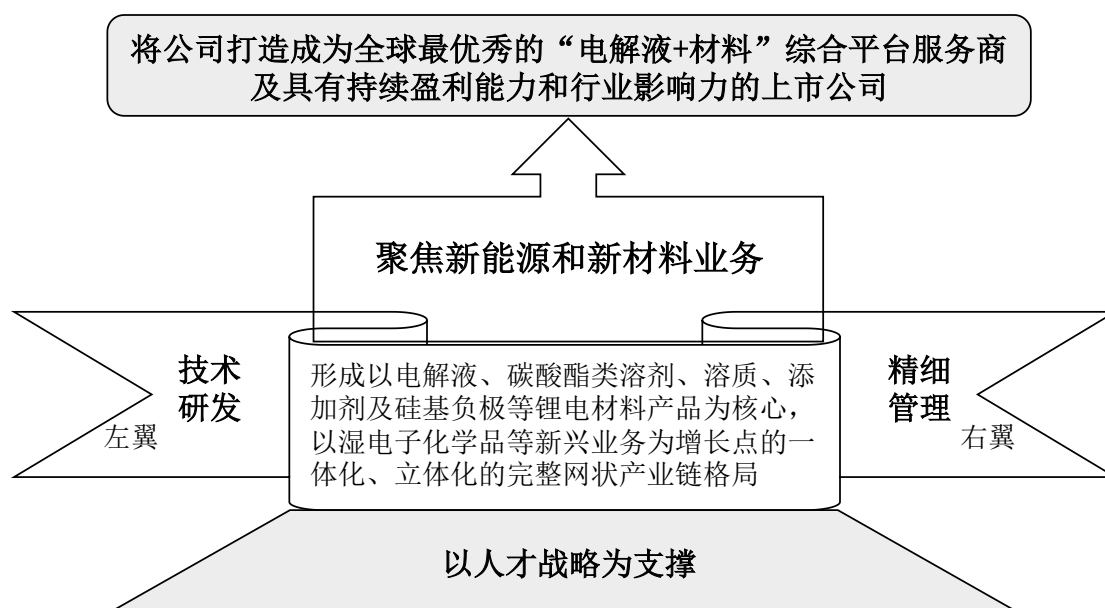 将公司打造成为全球最优秀的“电解液+材料”综合平台服务商
及具有持续盈利能力和行业影响力的上市公司
聚焦新能源和新材料业务
技术
研发
左翼
形成以电解液、碳酸酯类溶剂、溶质、添
加剂及硅基负极等锂电材料产品为核心，
以湿电子化学品等新兴业务为增长点的一
体化、立体化的完整网状产业链格局
精细
管理
右翼
以人才战略为支撑